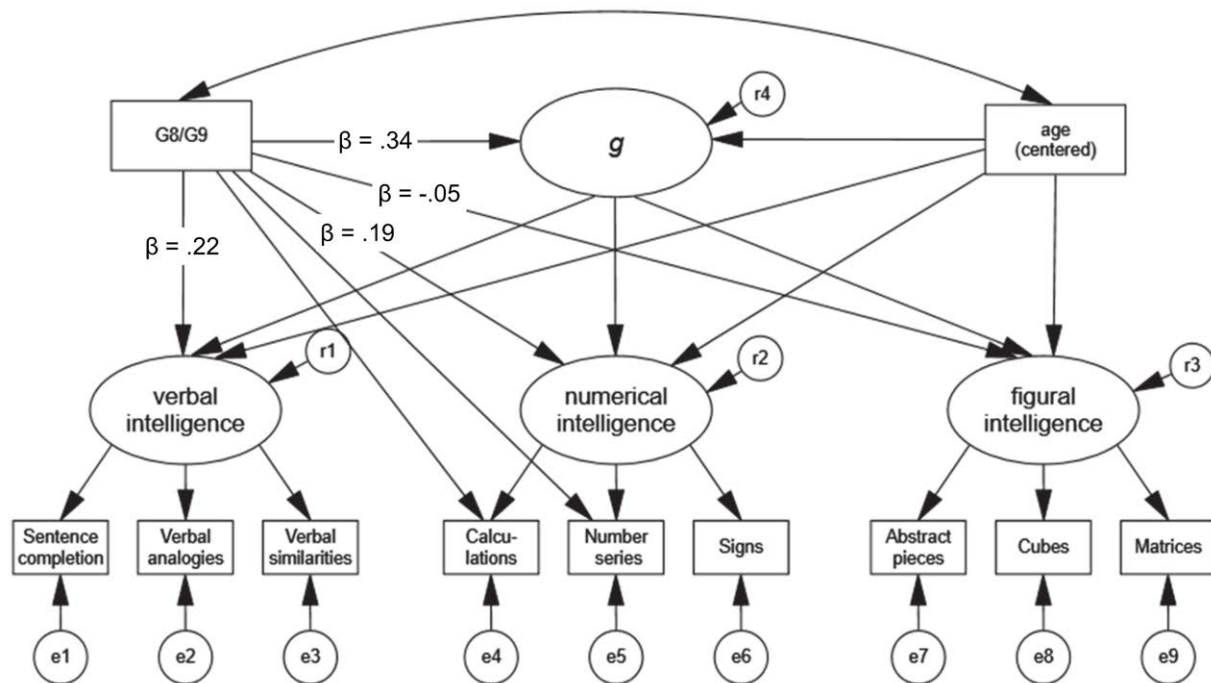 r4
G8/G9
g
age
(centered)
β = .34
β = -.05
β = .19
β = .22
r1
r2
r3
verbal
intelligence
numerical
intelligence
figural
intelligence
Sentence
completion
Verbal
analogies
Verbal
similarities
Calcu-
lations
Number
series
Signs
Abstract
pieces
Cubes
Matrices
e1
e2
e3
e4
e5
e6
e7
e8
e9